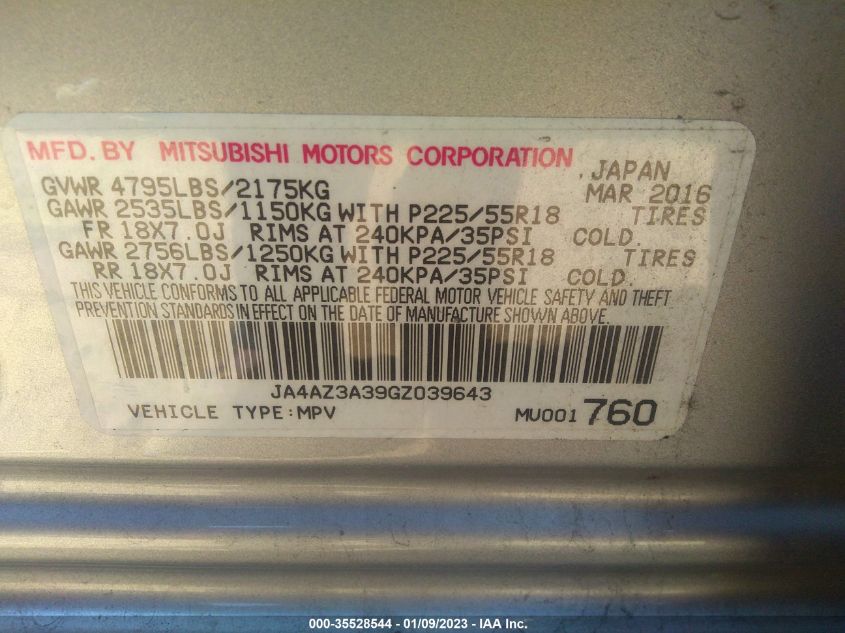 MFD. BY MITSUBISHI MOTORS CORPORATION JAPAN
GVWR 4795LBS/2175KG MAR 2016
GAWR 2535LBS/1150KG WITH P225/55R18 TIRES
FR 18X7.0J RIMS AT 240KPA/35PSI COLD.
GAWR 2756LBS/1250KG WITH P225/55R18 TIRES
RR 18X7.0J RIMS AT 240KPA/35PSI COLD.
THIS VEHICLE CONFORMS TO ALL APPLICABLE FEDERAL MOTOR VEHICLE SAFETY AND THEFT
PREVENTION STANDARDS IN EFFECT ON THE DATE OF MANUFACTURE SHOWN ABOVE.
JA4AZ3A39GZ039643
VEHICLE TYPE:MPV MU001760
000-35528544 - 01/09/2023 - IAA Inc.